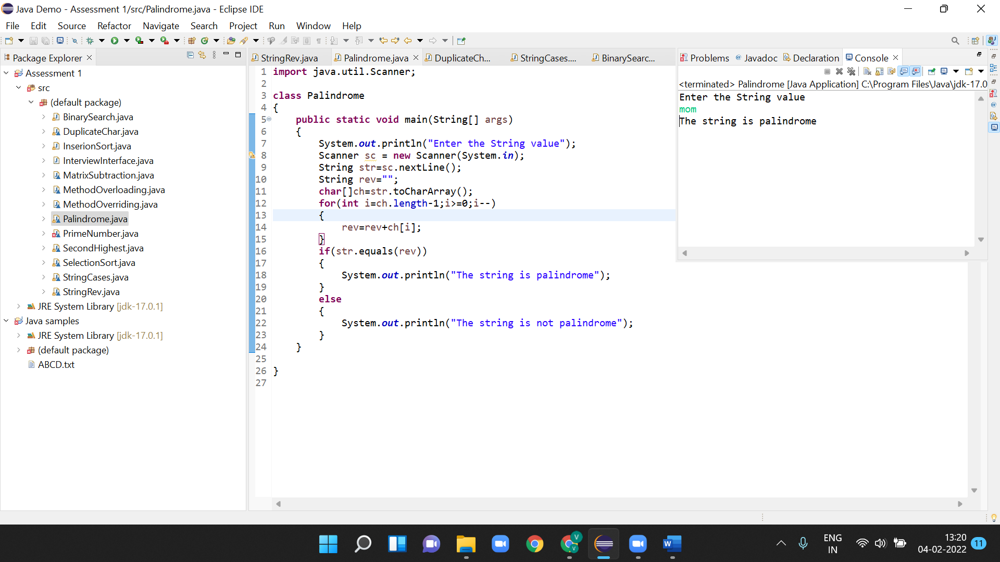 Java Demo - Assessment 1/src/Palindrome.java - Eclipse IDE
File Edit Source Refactor Navigate Search Project Run Window Help
Package Explorer
Assessment 1
src
(default package)
BinarySearch.java
DuplicateChar.java
InserionSort.java
InterviewInterface.java
MatrixSubtraction.java
MethodOverloading.java
MethodOverriding.java
Palindrome.java
PrimeNumber.java
SecondHighest.java
SelectionSort.java
StringCases.java
StringRev.java
JRE System Library [jdk-17.0.1]
Java samples
JRE System Library [jdk-17.0.1]
(default package)
ABCD.txt
StringRev.java Palindrome.java DuplicateCh... StringCases.... BinarySearc...
1 import java.util.Scanner;
2
3 class Palindrome
4 {
5 public static void main(String[] args)
6 {
7 System.out.println("Enter the String value");
8 Scanner sc = new Scanner(System.in);
9 String str=sc.nextLine();
10 String rev="";
11 char[]ch=str.toCharArray();
12 for(int i=ch.length-1;i>=0;i--)
13 {
14 rev=rev+ch[i];
15 }
16 if(str.equals(rev))
17 {
18 System.out.println("The string is palindrome");
19 }
20 else
21 {
22 System.out.println("The string is not palindrome");
23 }
24 }
25
26 }
27
Problems Javadoc Declaration Console
<terminated> Palindrome [Java Application] C:\Program Files\Java\jdk-17.0
Enter the String value
mom
The string is palindrome
ENG
IN
13:20
04-02-2022
11